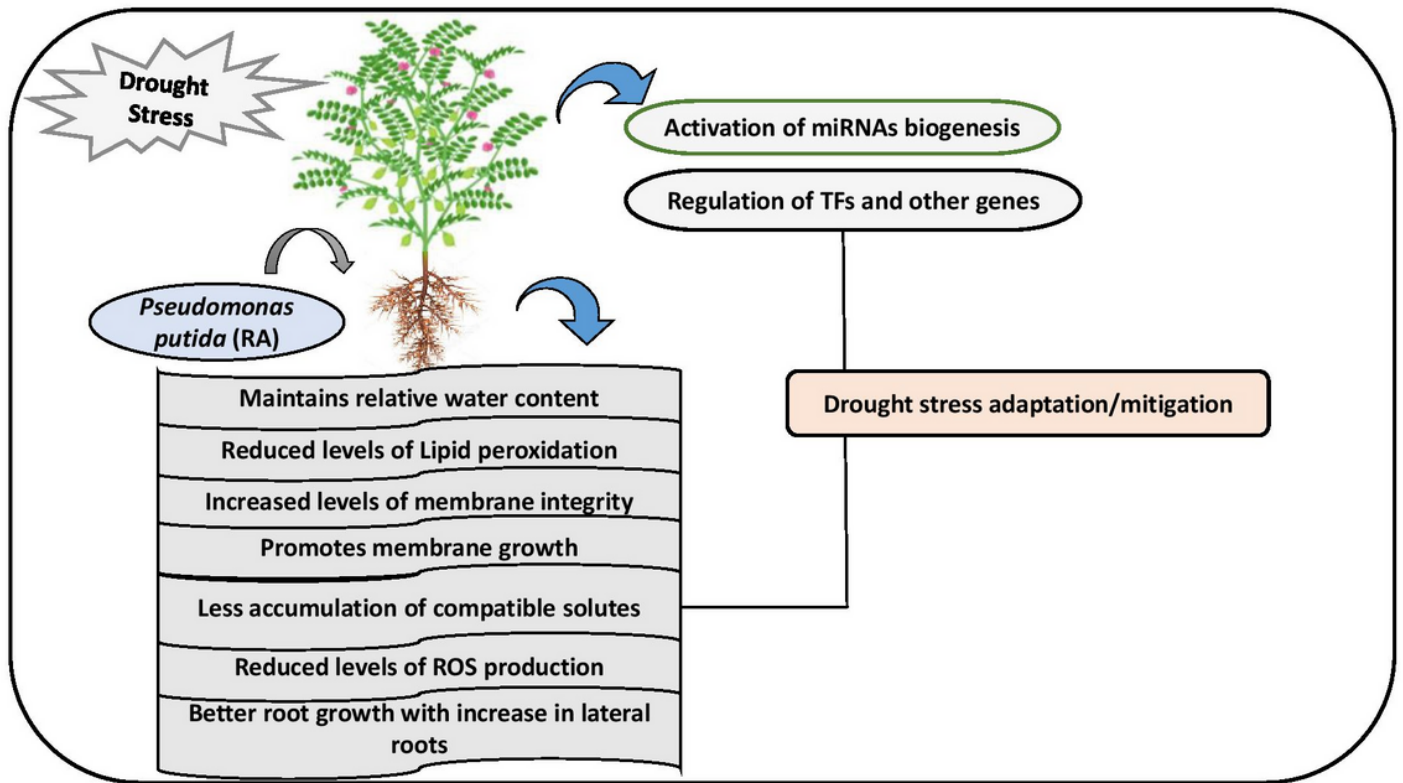 Drought
Stress
Activation of miRNAs biogenesis
Regulation of TFs and other genes
Pseudomonas
putida (RA)
Maintains relative water content
Reduced levels of Lipid peroxidation
Increased levels of membrane integrity
Promotes membrane growth
Less accumulation of compatible solutes
Reduced levels of ROS production
Better root growth with increase in lateral
roots
Drought stress adaptation/mitigation